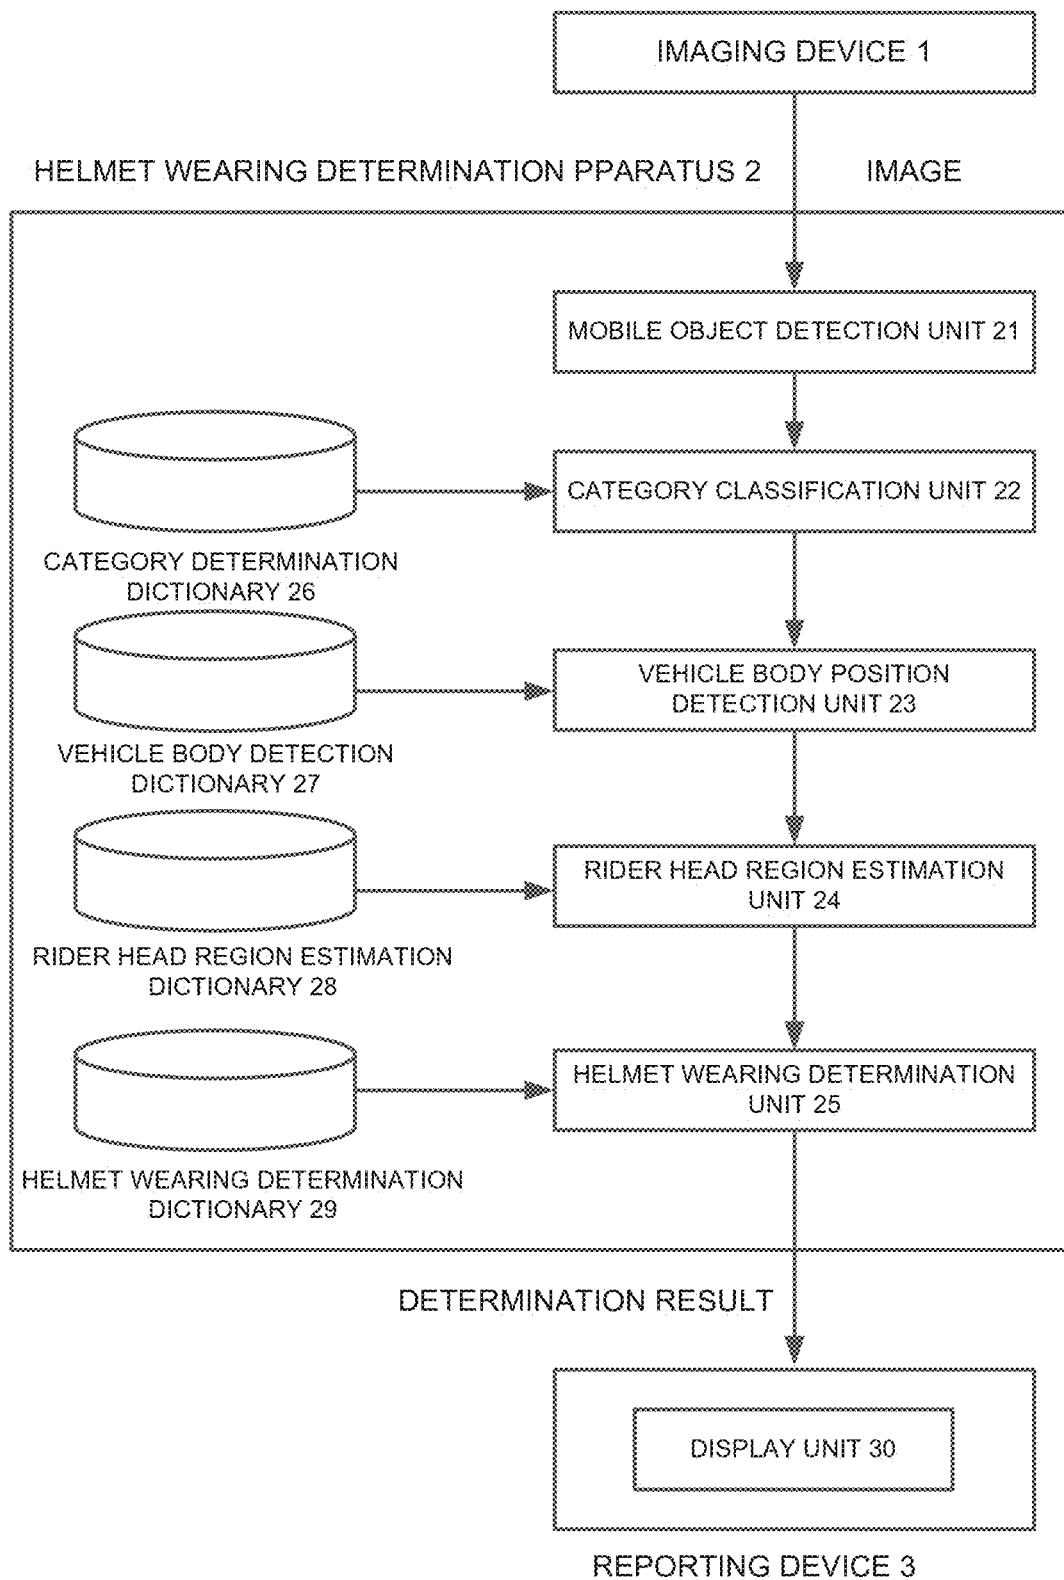 IMAGING DEVICE 1
HELMET WEARING DETERMINATION PPARATUS 2
IMAGE
MOBILE OBJECT DETECTION UNIT 21
CATEGORY CLASSIFICATION UNIT 22
CATEGORY DETERMINATION
DICTIONARY 26
VEHICLE BODY POSITION
DETECTION UNIT 23
VEHICLE BODY DETECTION
DICTIONARY 27
RIDER HEAD REGION ESTIMATION
UNIT 24
RIDER HEAD REGION ESTIMATION
DICTIONARY 28
HELMET WEARING DETERMINATION
UNIT 25
HELMET WEARING DETERMINATION
DICTIONARY 29
DETERMINATION RESULT
DISPLAY UNIT 30
REPORTING DEVICE 3